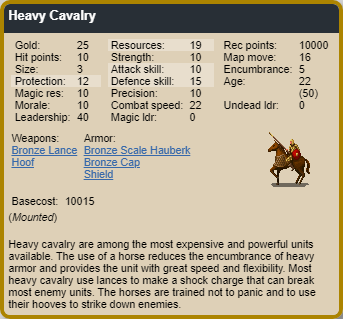 Heavy Cavalry
Gold: 25 Resources: 19 Rec points: 10000
Hit points: 10 Strength: 10 Map move: 16
Size: 3 Attack skill: 10 Encumbrance: 5
Protection: 12 Defence skill: 15 Age: 22
Magic res: 10 Precision: 10 (50)
Morale: 10 Combat speed: 22 Undead ldr: 0
Leadership: 40 Magic ldr: 0
Weapons: Armor:
Bronze Lance Bronze Scale Hauberk
Hoof Bronze Cap
Shield
Basecost: 10015
(Mounted)
Heavy cavalry are among the most expensive and powerful units
available. The use of a horse reduces the encumbrance of heavy
armor and provides the unit with great speed and flexibility. Most
heavy cavalry use lances to make a shock charge that can break
most enemy units. The horses are trained not to panic and to use
their hooves to strike down enemies.